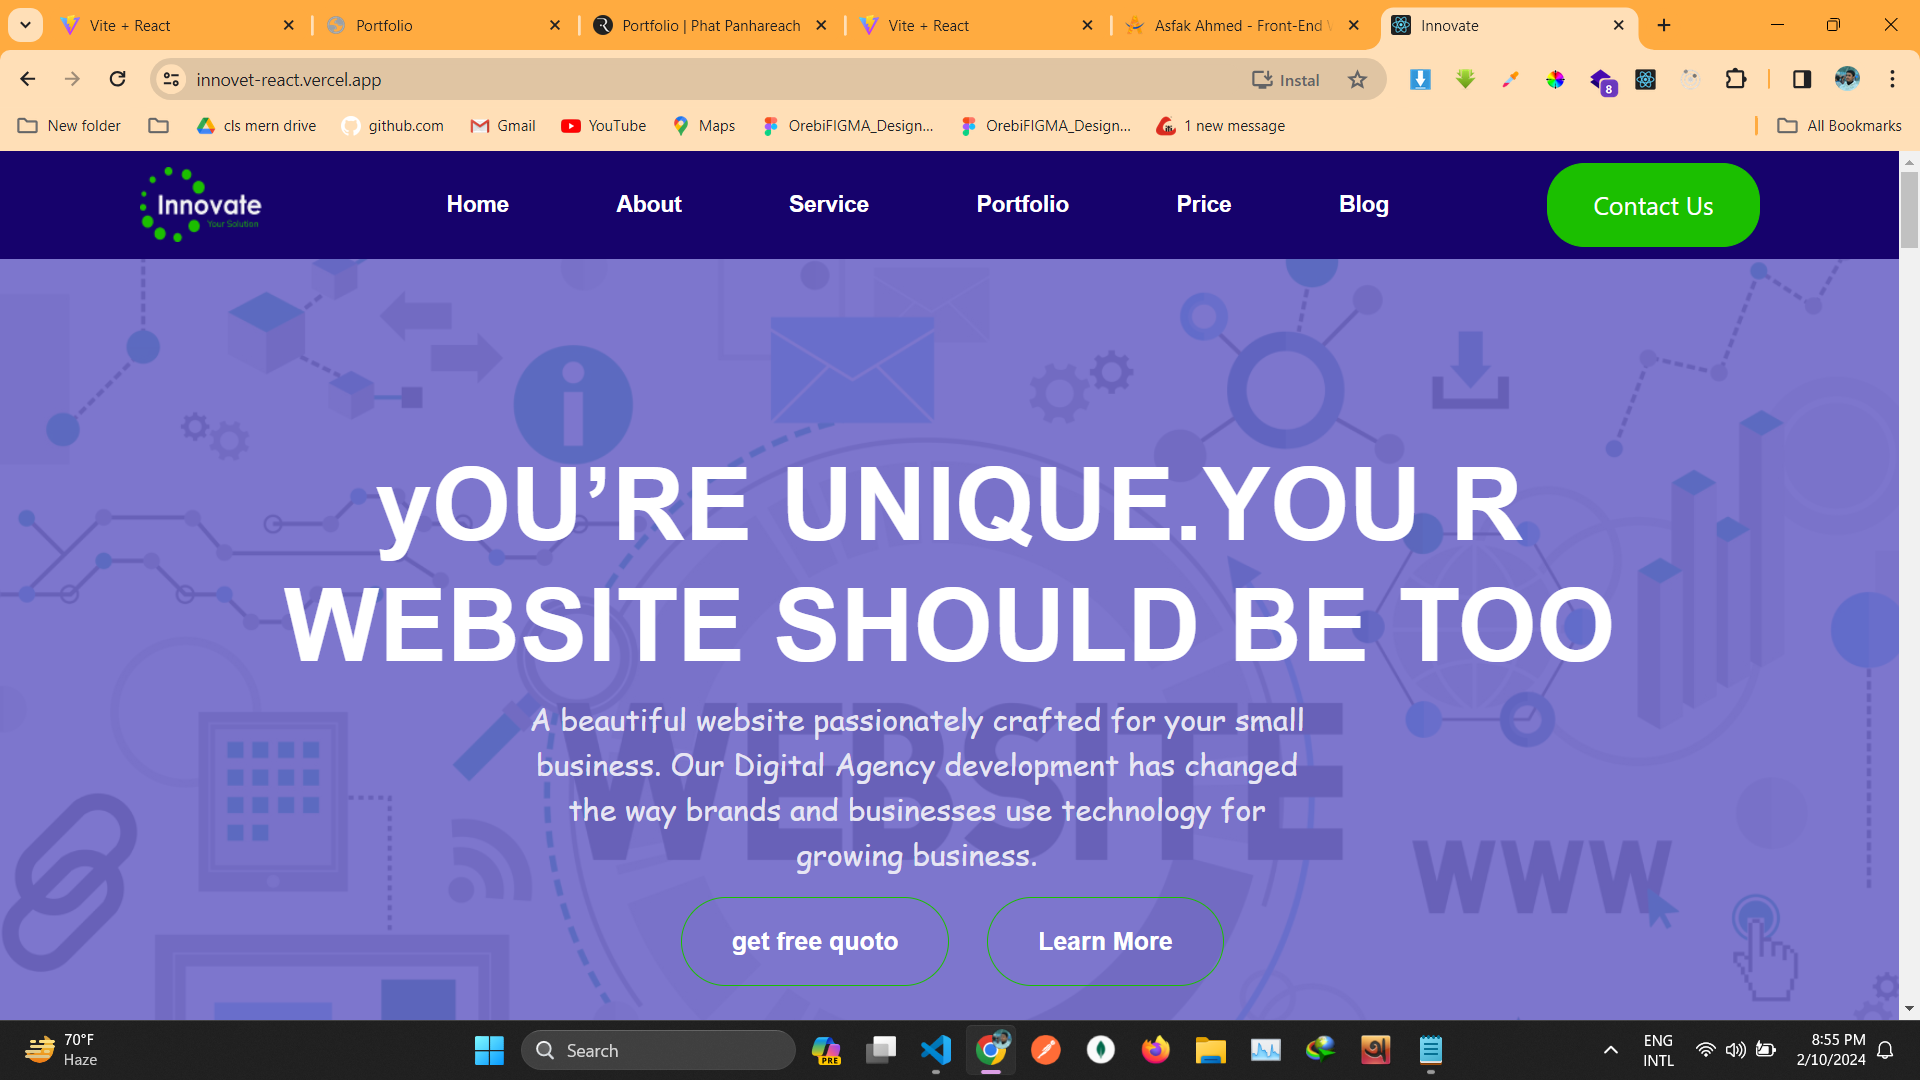 Vite + React
Portfolio
Portfolio | Phat Panhareach
Vite + React
Asfak Ahmed - Front-End
Innovate
innovet-react.vercel.app
Instal
8
New folder
cls mern drive
github.com
Gmail
YouTube
Maps
OrebiFIGMA_Design...
OrebiFIGMA_Design...
1 new message
All Bookmarks
Innovate
Your Solution
Home
About
Service
Portfolio
Price
Blog
Contact Us
yOU’RE UNIQUE.YOU R
WEBSITE SHOULD BE TOO
A beautiful website passionately crafted for your small
business. Our Digital Agency development has changed
the way brands and businesses use technology for
growing business.
WEBSITE
WWW
get free quoto
Learn More
70°F
Haze
Search
PRE
ENG
INTL
8:55 PM
2/10/2024